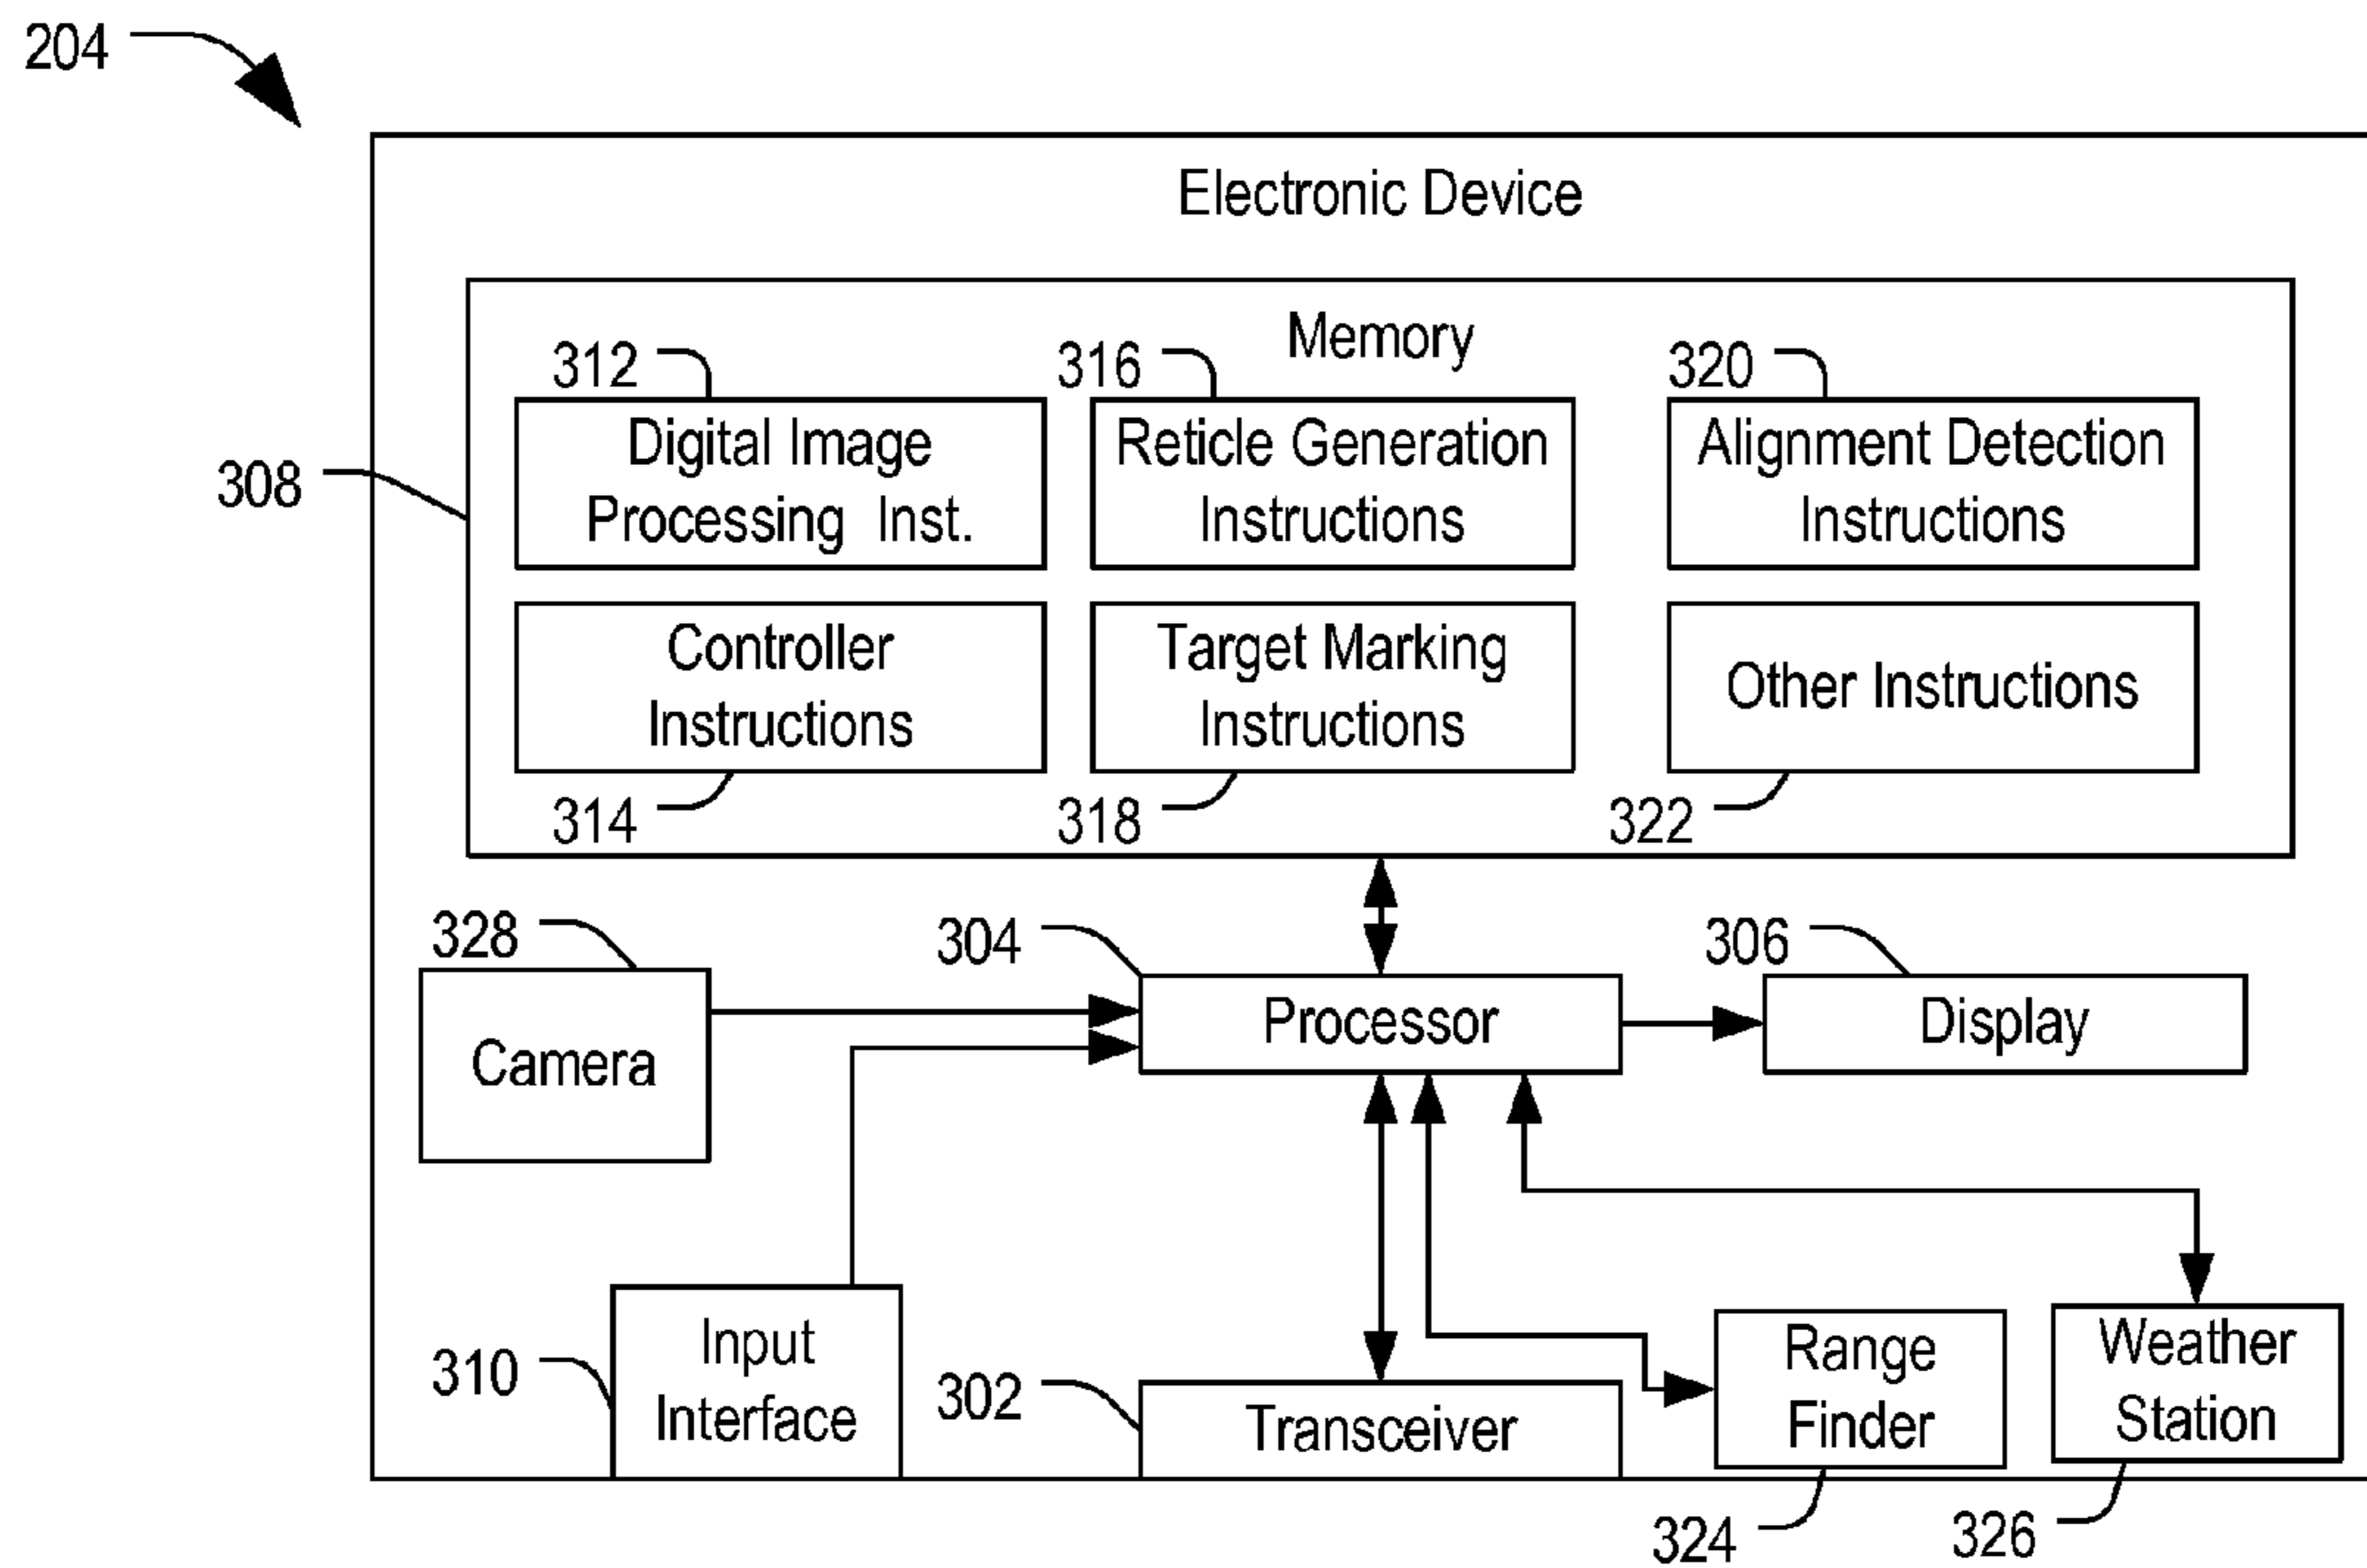 204
Electronic Device
Memory
312
316
320
Digital Image
Processing Inst.
Reticle Generation
Instructions
Alignment Detection
Instructions
308
Controller
Instructions
Target Marking
Instructions
Other Instructions
314
318
322
328
304
306
Camera
Processor
Display
310
Input
Interface
302
Transceiver
Range
Finder
Weather
Station
324
326